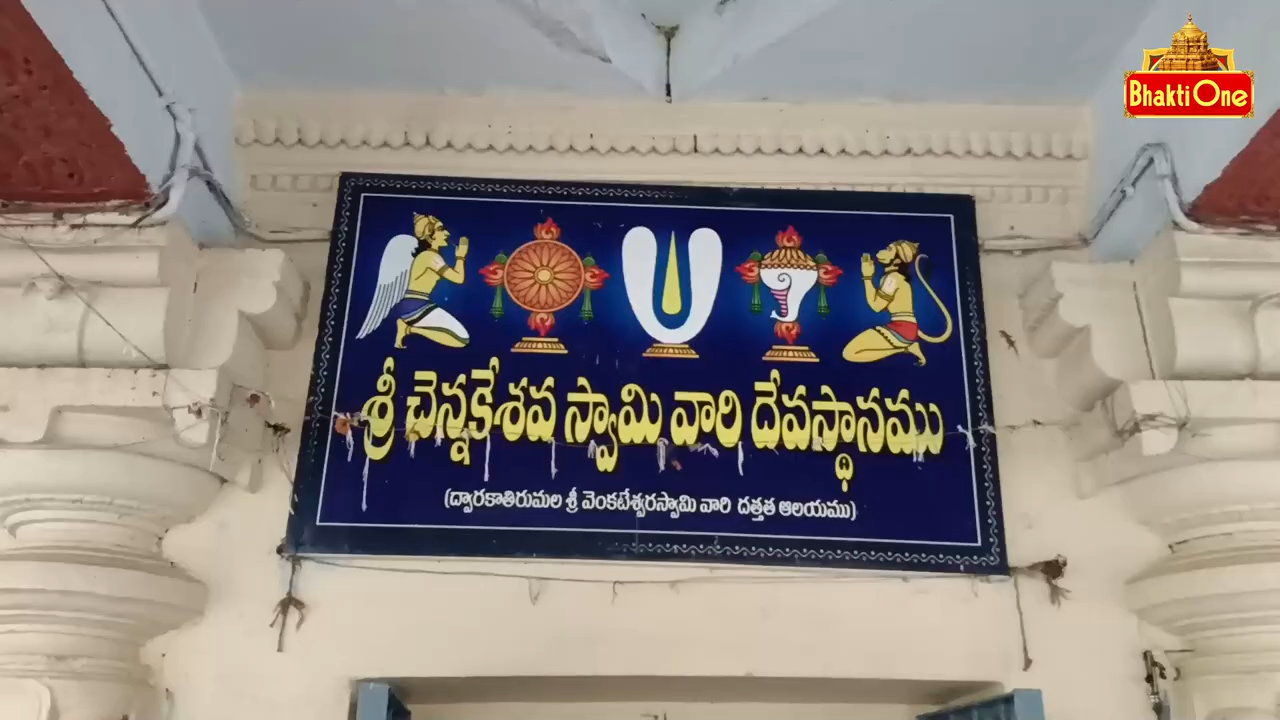 Bhakti One
శ్రీ చెన్నకేశవ స్వామి వారి దేవస్థానము
(ద్వారకాతిరుమల శ్రీ వెంకటేశ్వరస్వామి వారి దత్తత ఆలయము)